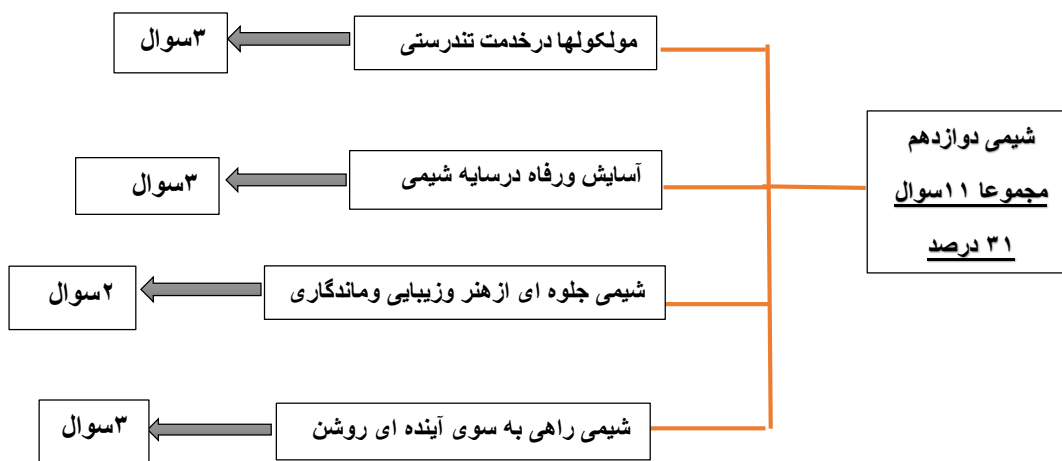 شیمی دوازدهم
مجموعا ۱۱سوال
۳۱ درصد
مولکولها درخدمت تندرستی
۳سوال
آسایش ورفاه درسایه شیمی
۳سوال
شیمی جلوه ای ازهنر وزیبایی وماندگاری
۲سوال
شیمی راهی به سوی آینده ای روشن
۳سوال